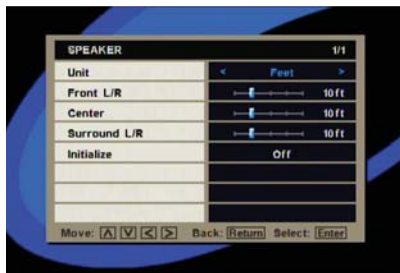 SPEAKER 1/1
Unit < Feet >
Front L/R 10 ft
Center 10 ft
Surround L/R 10 ft
Initialize Off
Move: Λ V < > Back: Return Select: Enter